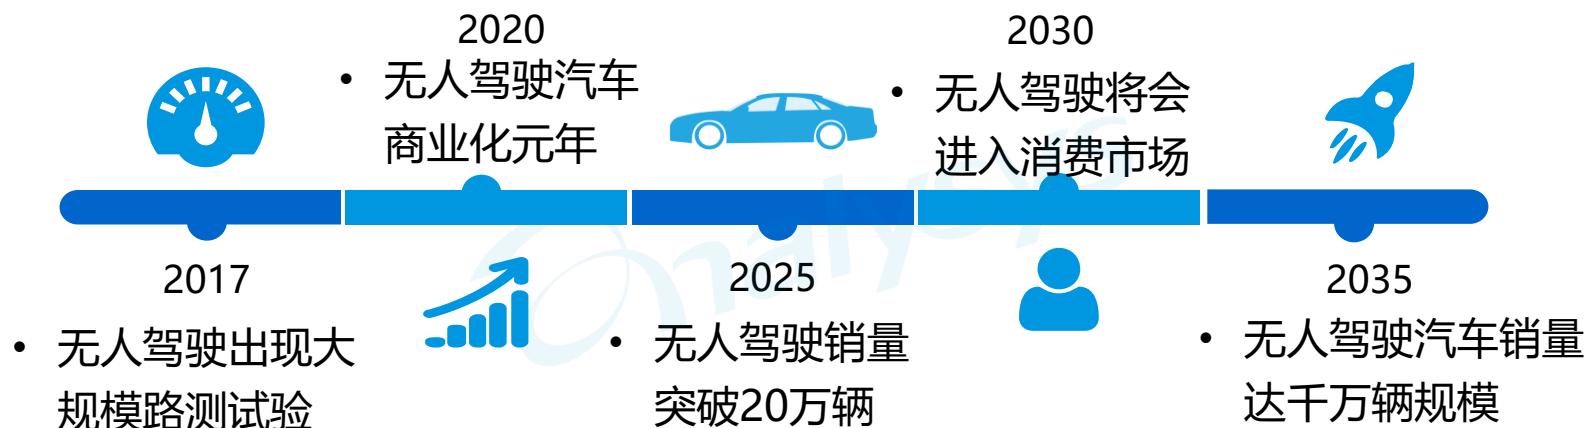 2020
• 无人驾驶汽车
商业化元年
2030
• 无人驾驶将会
进入消费市场
2017
• 无人驾驶出现大
规模路测试验
2025
• 无人驾驶销量
突破20万辆
2035
• 无人驾驶汽车销量
达千万辆规模
analysys